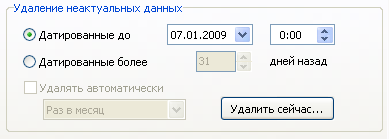 Удаление неактуальных данных
Датированные до 07.01.2009 0:00
Датированные более 31 дней назад
Удалять автоматически
Раз в месяц Удалить сейчас...